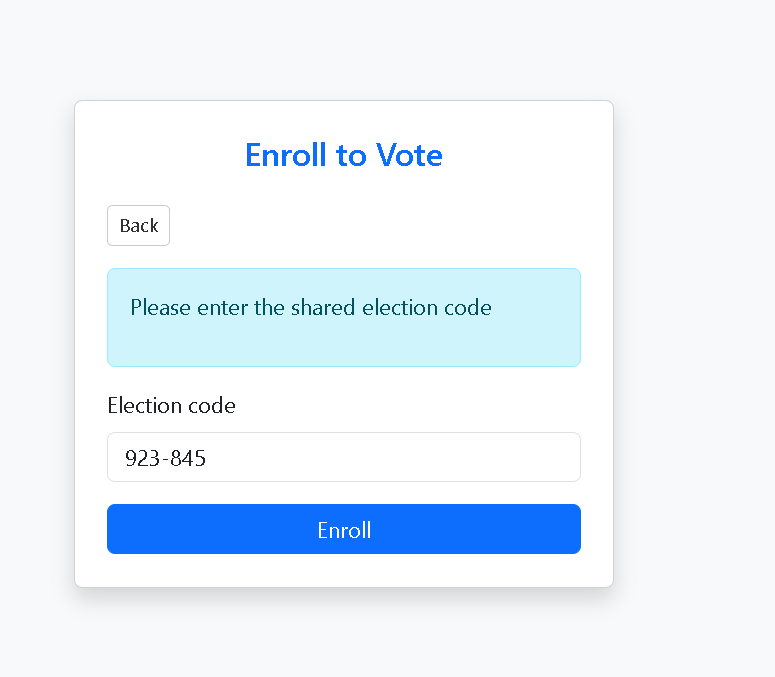 Enroll to Vote
Back
Please enter the shared election code
Election code
923-845
Enroll